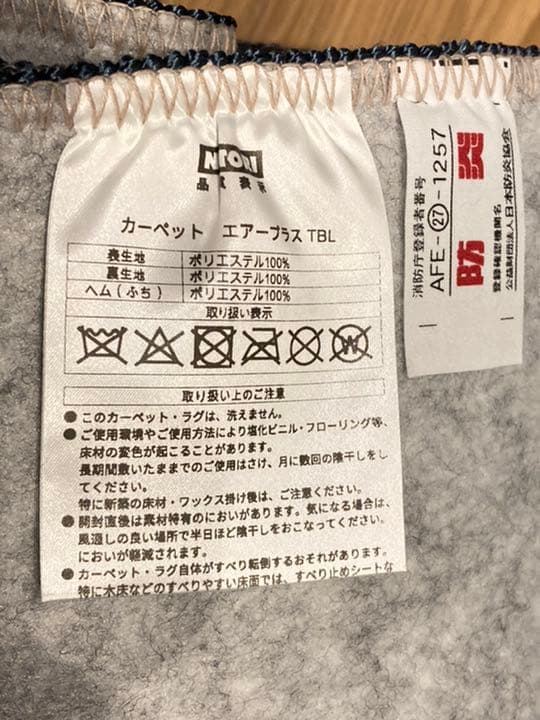 NITORI
品質表示
カーペット エアープラス TBL
表生地 ポリエステル100%
裏生地 ポリエステル100%
ヘム(ふち) ポリエステル100%
取り扱い表示
取り扱い上のご注意
●このカーペット・ラグは、洗えません。
●ご使用環境やご使用方法により塩化ビニル・フローリング等、
床材の変色が起こることがあります。
長期間敷いたままでのご使用はさけ、月に数回の陰干しをし
てください。
特に新築の床材・ワックス掛け後は、ご注意ください。
●開封直後は素材特有のにおいがあります。気になる場合は、
風通しの良い場所で半日ほど陰干しをおこなってください。
においが軽減されます。
●カーペット・ラグ自体がすべり転倒するおそれがあります。
特に木床などのすべりやすい床面では、すべり止めシートな
消防庁登録者番号
AFE-㉗-1257
防炎
登録確認機関名
公益財団法人日本防炎協会